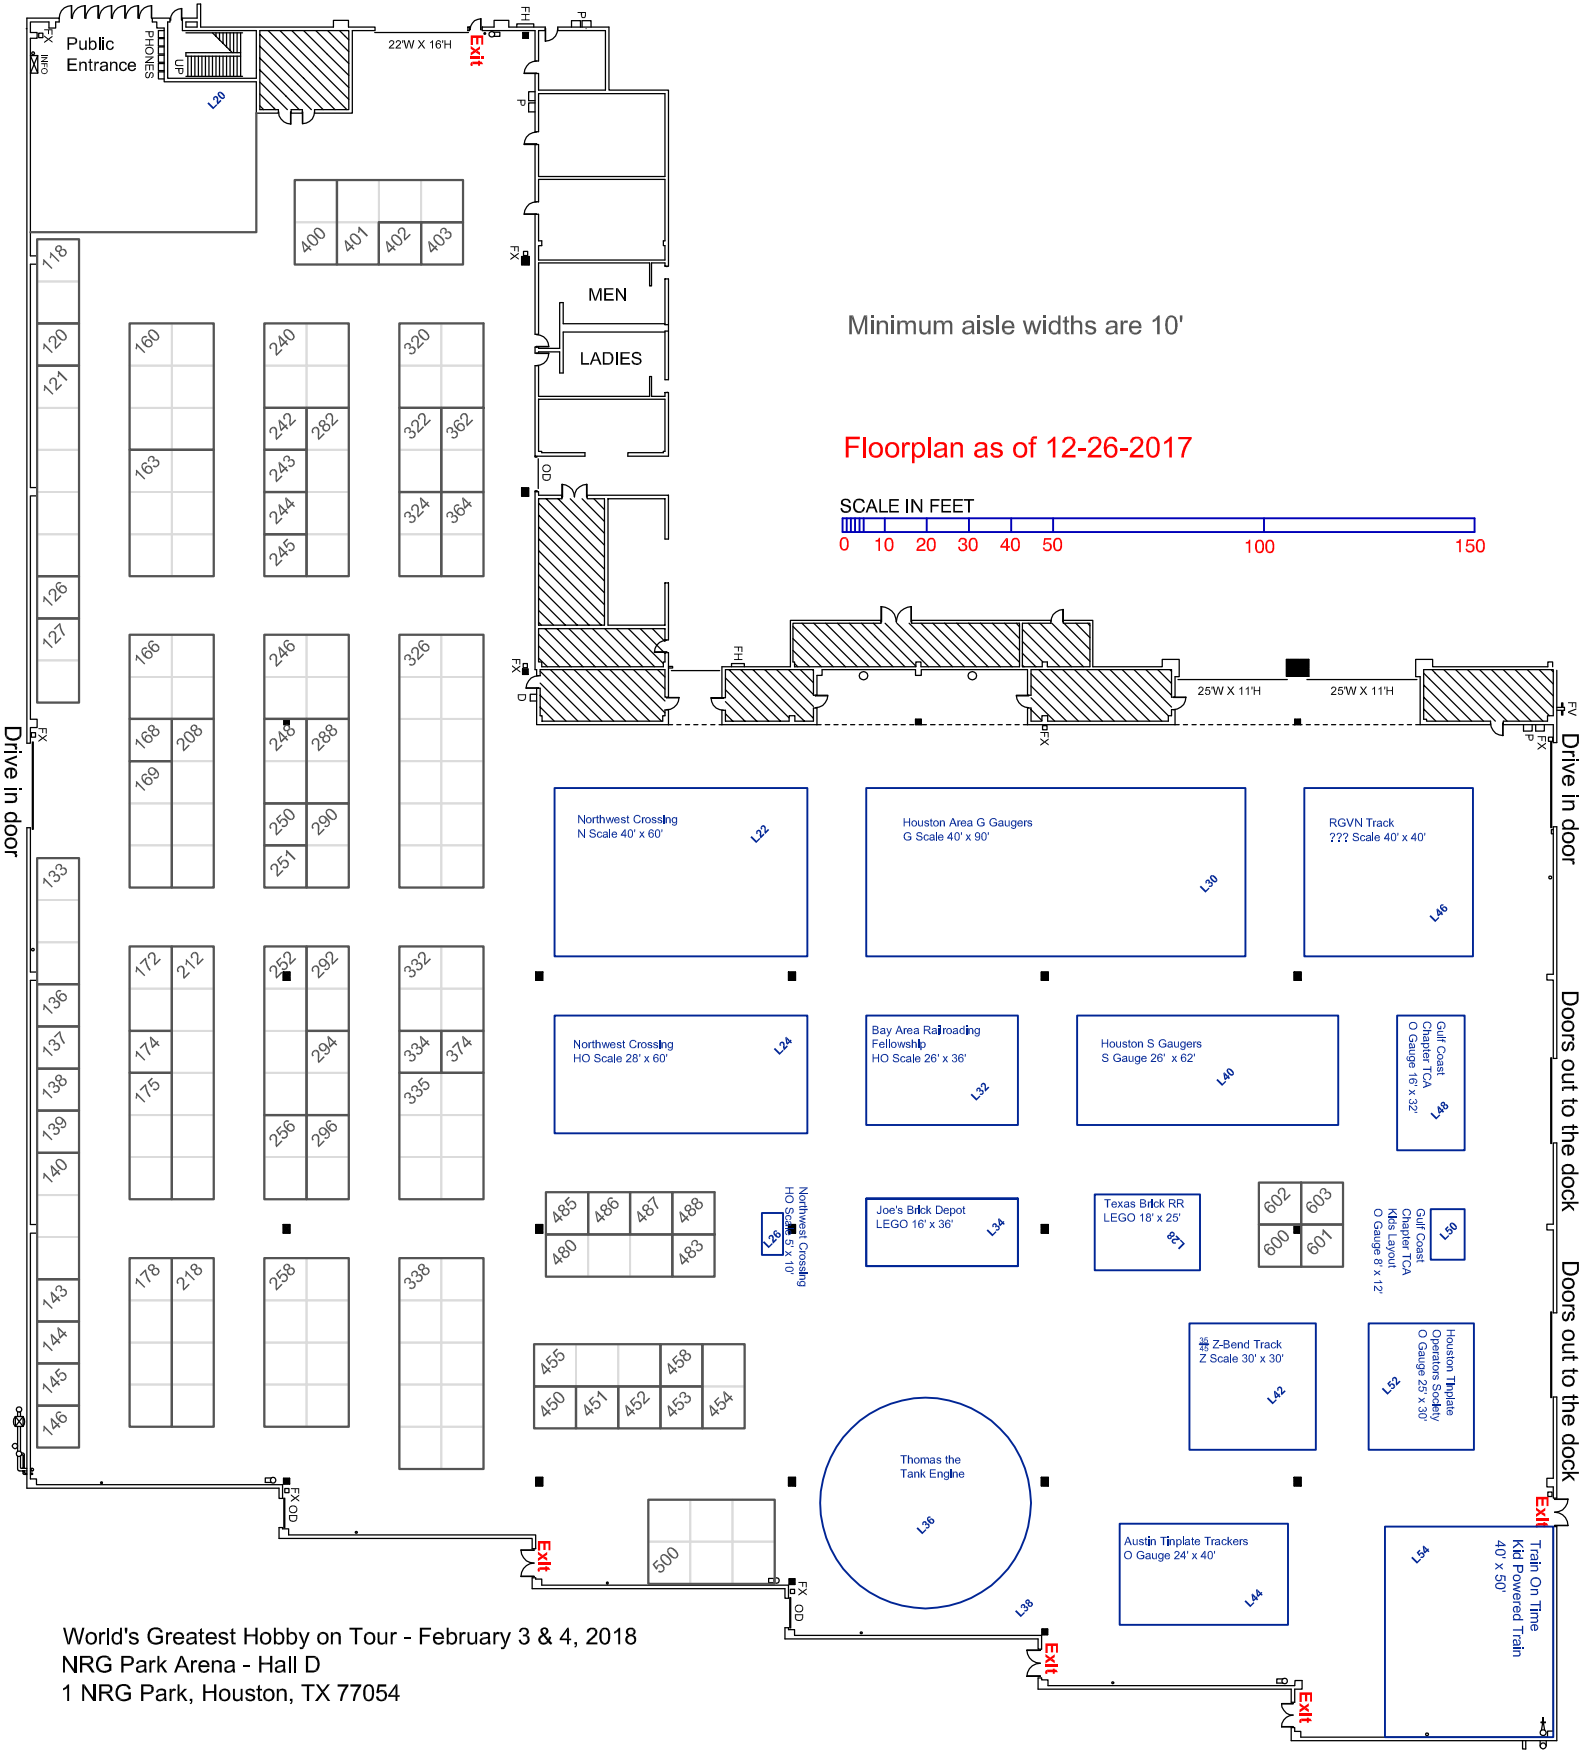 FH
P
FX
INFO
Public
Entrance
PHONES
UP
22'W X 16'H
Exit
P
L20
400
401
402
403
FX
118
120
121
126
127
MEN
LADIES
Minimum aisle widths are 10'
160
163
240
242
282
243
244
245
320
322
362
324
364
OD
Floorplan as of 12-26-2017
SCALE IN FEET
0 10 20 30 40 50 100 150
166
168
208
169
246
248
288
250
290
251
326
FX
D
FH
FX
25'W X 11'H
25'W X 11'H
FV
FX
P
Drive in door
FX
Drive in door
Northwest Crossing
N Scale 40' x 60'
L22
Houston Area G Gaugers
G Scale 40' x 90'
L30
RGVN Track
??? Scale 40' x 40'
L46
133
136
137
138
139
140
143
144
145
146
172
212
174
175
252
292
294
256
296
332
334
374
335
Northwest Crossing
HO Scale 28' x 60'
L24
Bay Area Railroading
Fellowship
HO Scale 26' x 36'
L32
Houston S Gaugers
S Gauge 26' x 62'
L40
Gulf Coast
Chapter TCA
O Gauge 16' x 32'
L48
Doors out to the dock
178
218
258
338
485
486
487
488
480
483
Northwest Crossing
HO Scale 5' x 10'
L26
Joe's Brick Depot
LEGO 16' x 36'
L34
Texas Brick RR
LEGO 18' x 25'
L28
602
603
600
601
Gulf Coast
Chapter TCA
Kids Layout
O Gauge 8' x 12'
L50
Doors out to the dock
455
458
450
451
452
453
454
Z-Bend Track
Z Scale 30' x 30'
L42
Houston Tinplate
Operators Society
O Gauge 25' x 30'
L52
Thomas the
Tank Engine
L36
L38
500
FX OD
Exit
FX OD
Exit
Austin Tinplate Trackers
O Gauge 24' x 40'
L44
Exit
Exit
Train On Time
Kid Powered Train
40' x 50'
L54
World's Greatest Hobby on Tour - February 3 & 4, 2018
NRG Park Arena - Hall D
1 NRG Park, Houston, TX 77054